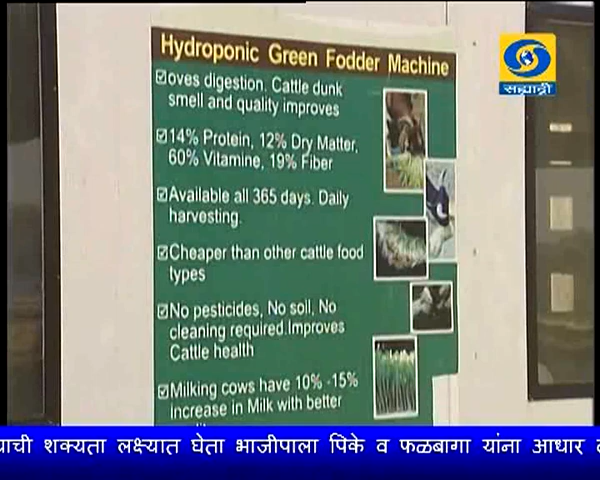 Hydroponic Green Fodder Machine
सह्याद्री
☑oves digestion. Cattle dunk
smell and quality improves
☑14% Protein, 12% Dry Matter,
60% Vitamine, 19% Fiber
☑Available all 365 days. Daily
harvesting.
☑Cheaper than other cattle food
types
☑No pesticides, No soil, No
cleaning required.Improves
Cattle health
☑Milking cows have 10% -15%
increase in Milk with better
शक्यता लक्ष्यात घेता भाजीपाला पिके व फळबागा यांना आधार